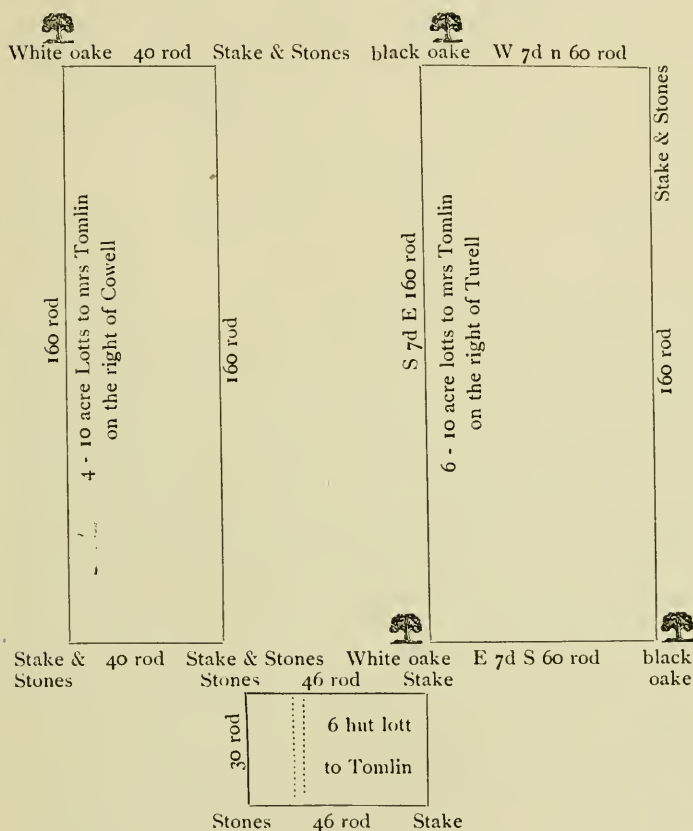 White oake 40 rod Stake & Stones black oake W 7d n 60 rod
Stake & Stones
160 rod
4 - 10 acre Lotts to mrs Tomlin
on the right of Cowell
160 rod
S 7d E 160 rod
6 - 10 acre lotts to mrs Tomlin
on the right of Turell
160 rod
Stake & 40 rod Stake & Stones White oake E 7d S 60 rod black
Stones Stones 46 rod Stake oake
30 rod
6 hut lott
to Tomlin
Stones 46 rod Stake